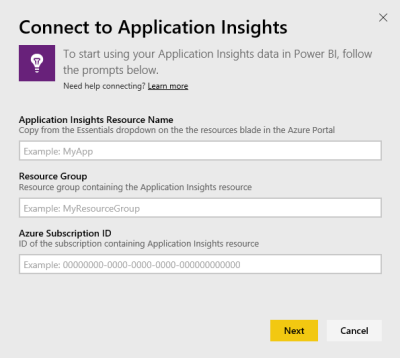 Connect to Application Insights
To start using your Application Insights data in Power BI, follow
the prompts below.
Need help connecting? Learn more
Application Insights Resource Name
Copy from the Essentials dropdown on the the resources blade in the Azure Portal
Example: MyApp
Resource Group
Resource group containing the Application Insights resource
Example: MyResourceGroup
Azure Subscription ID
ID of the subscription containing Application Insights resource
Example: 00000000-0000-0000-0000-000000000000
Next
Cancel